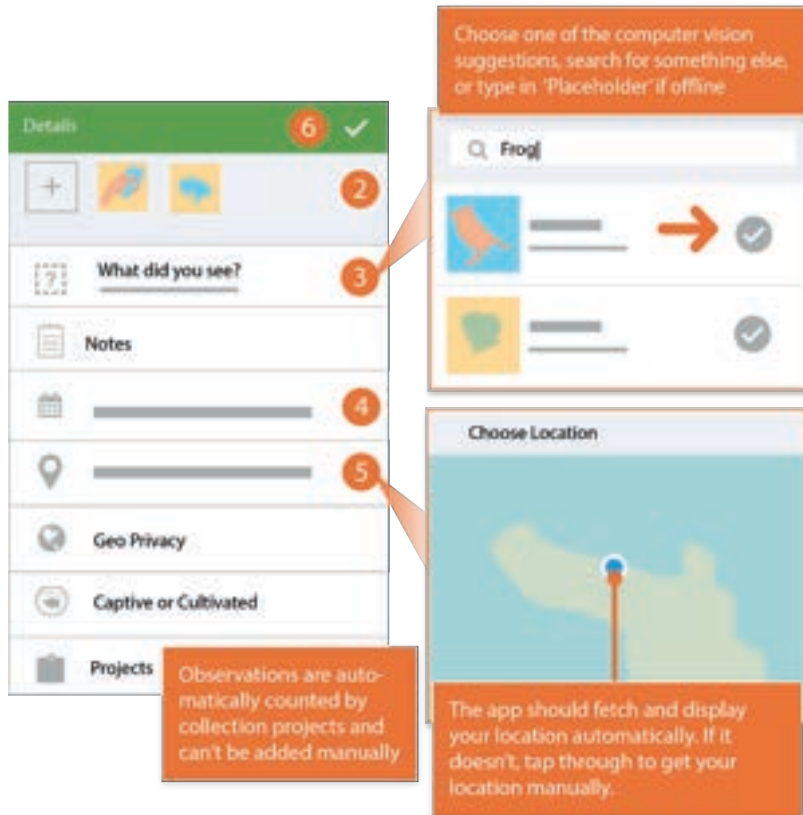 Details
6
2
What did you see?
3
Notes
4
5
Geo Privacy
Captive or Cultivated
Projects
Observations are auto-
matically counted by
collection projects and
can't be added manually
Choose one of the computer vision
suggestions, search for something else,
or type in "Placeholder" if offline
Frog
Choose Location
The app should fetch and display
your location automatically. If it
doesn't, tap through to get your
location manually.